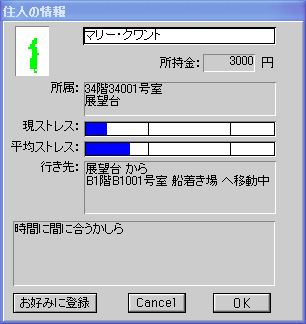 住人の情報
マリー・クワント
所持金: 3000 円
所属: 34階34001号室
展望台
現ストレス:
平均ストレス:
行き先: 展望台 から
B1階B1001号室 船着き場 へ移動中
時間に間に合うかしら
お好みに登録 Cancel OK